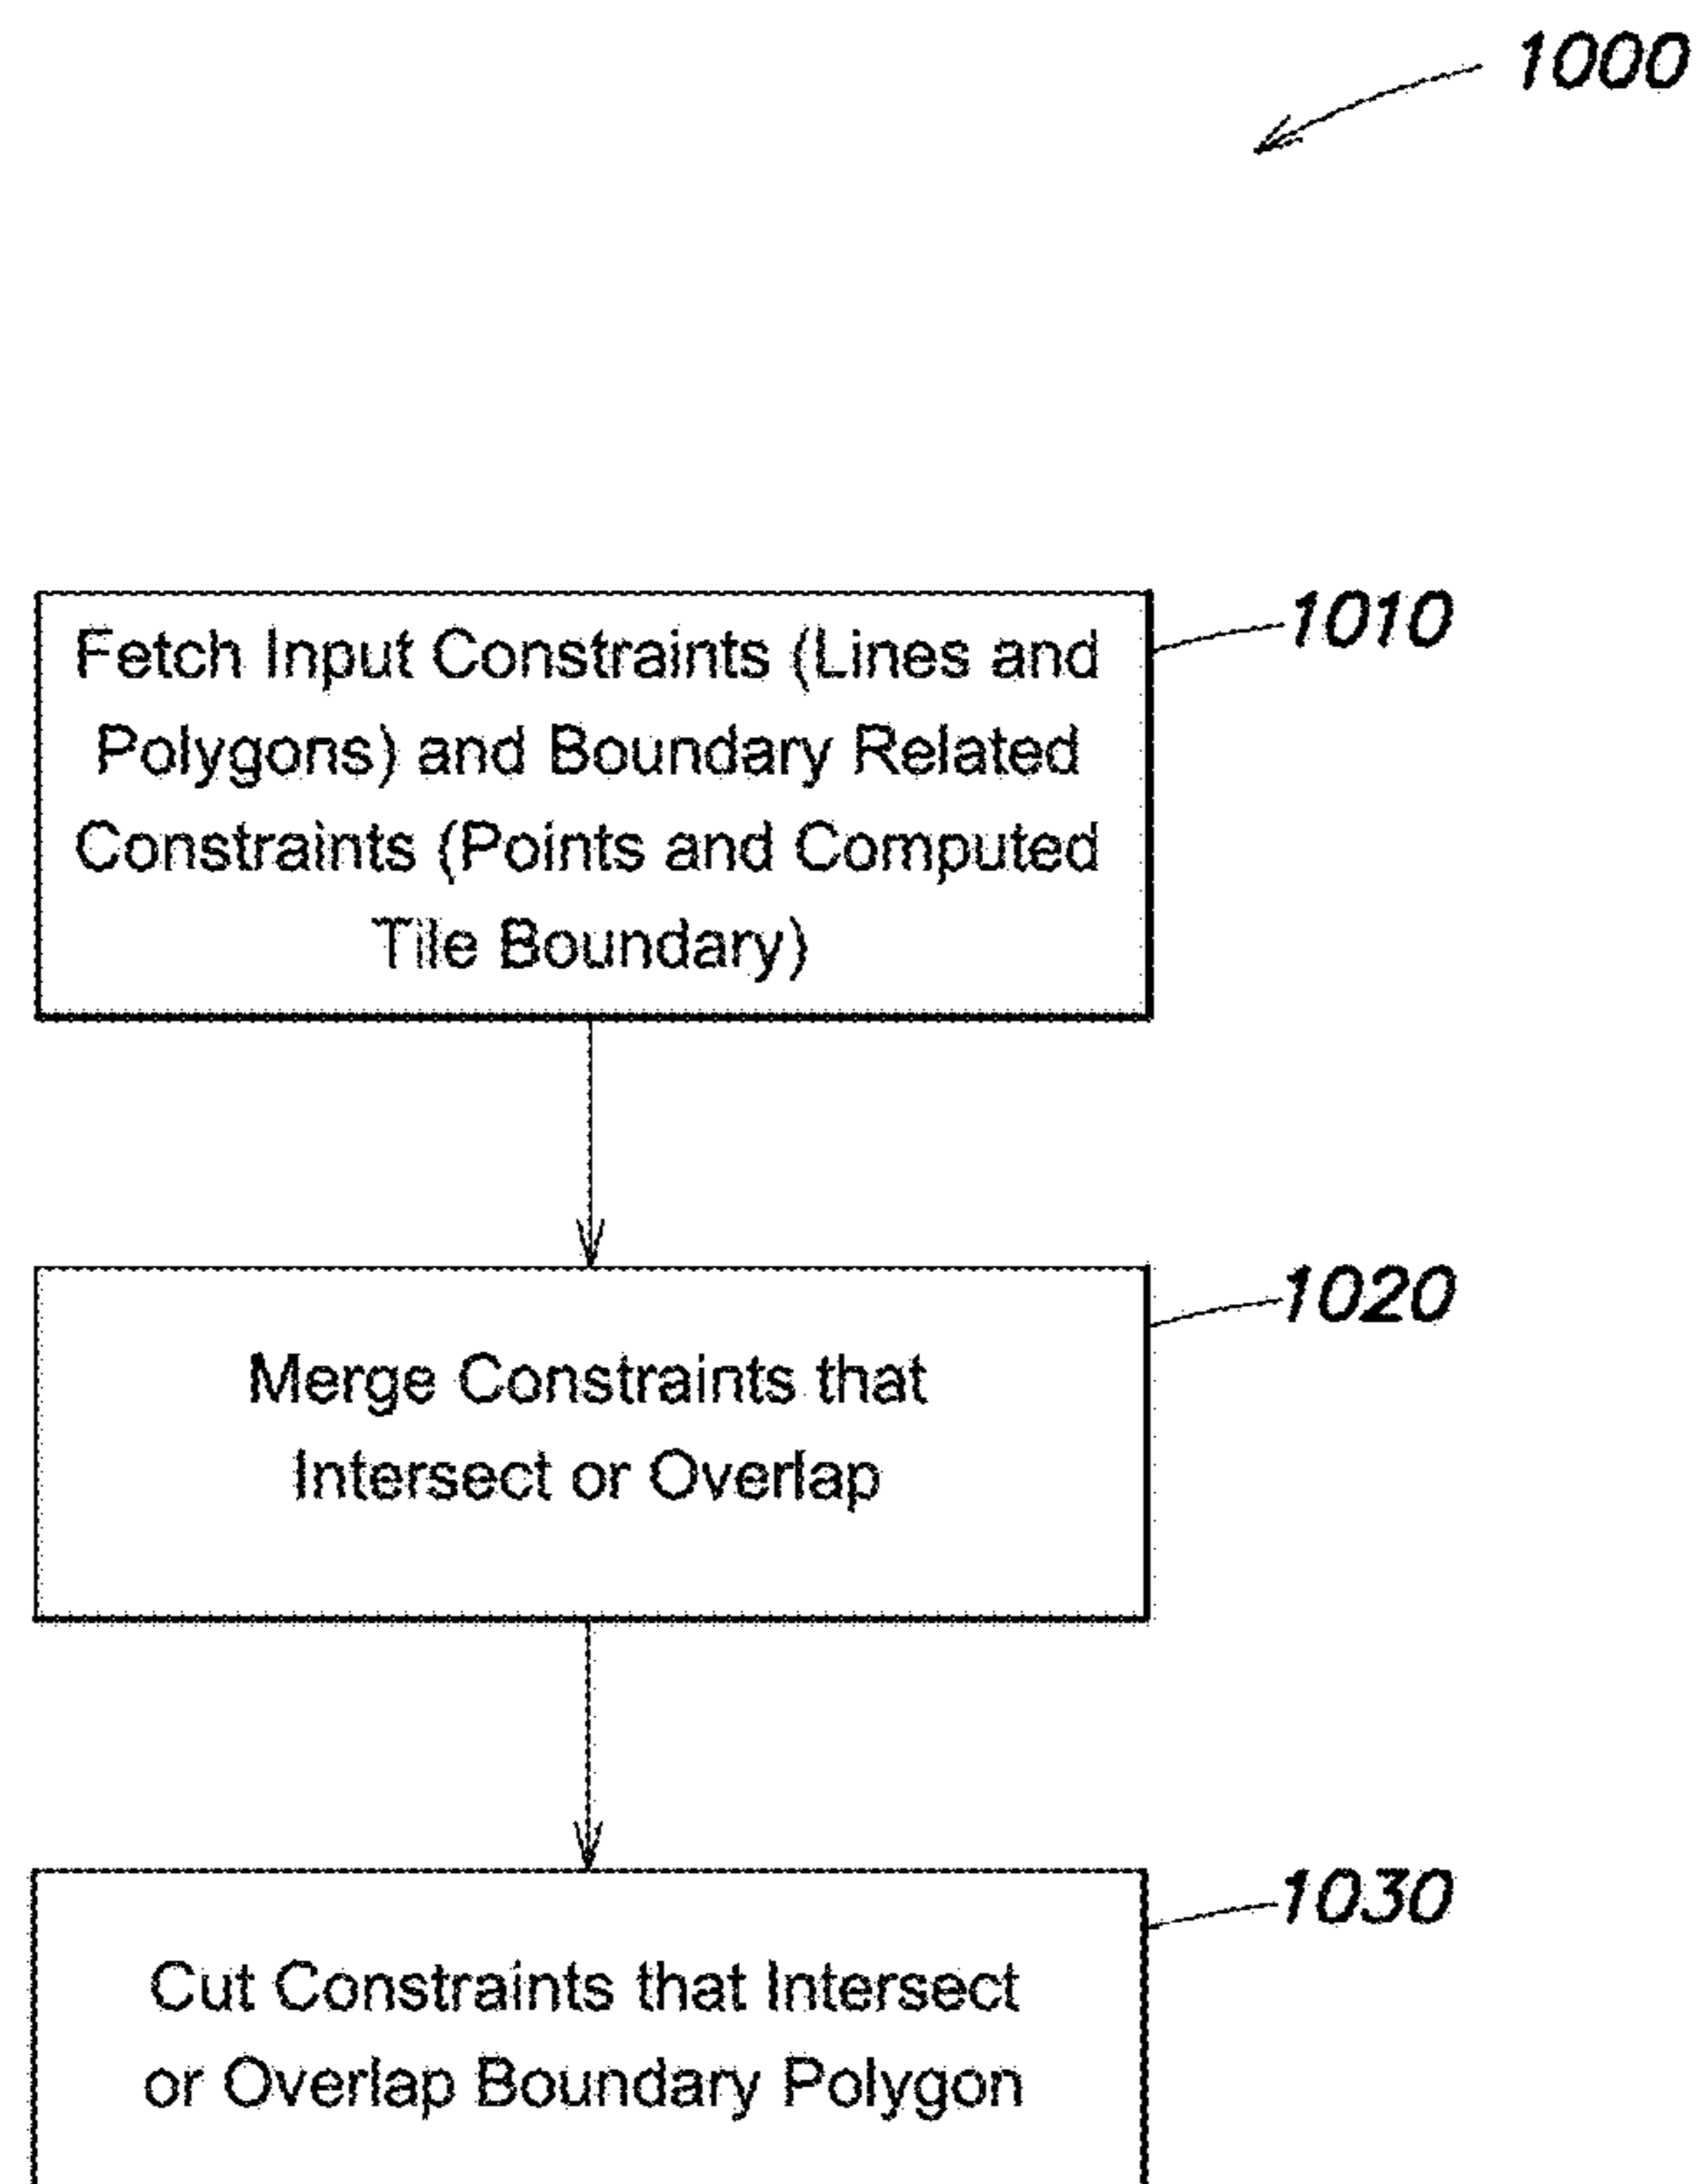 1000
Fetch Input Constraints (Lines and
1010
Polygons) and Boundary Related
Constraints (Points and Computed
Tile Boundary)
1020
Merge Constraints that
Intersect or Overlap
1030
Cut Constraints that Intersect
or Overlap Boundary Polygon